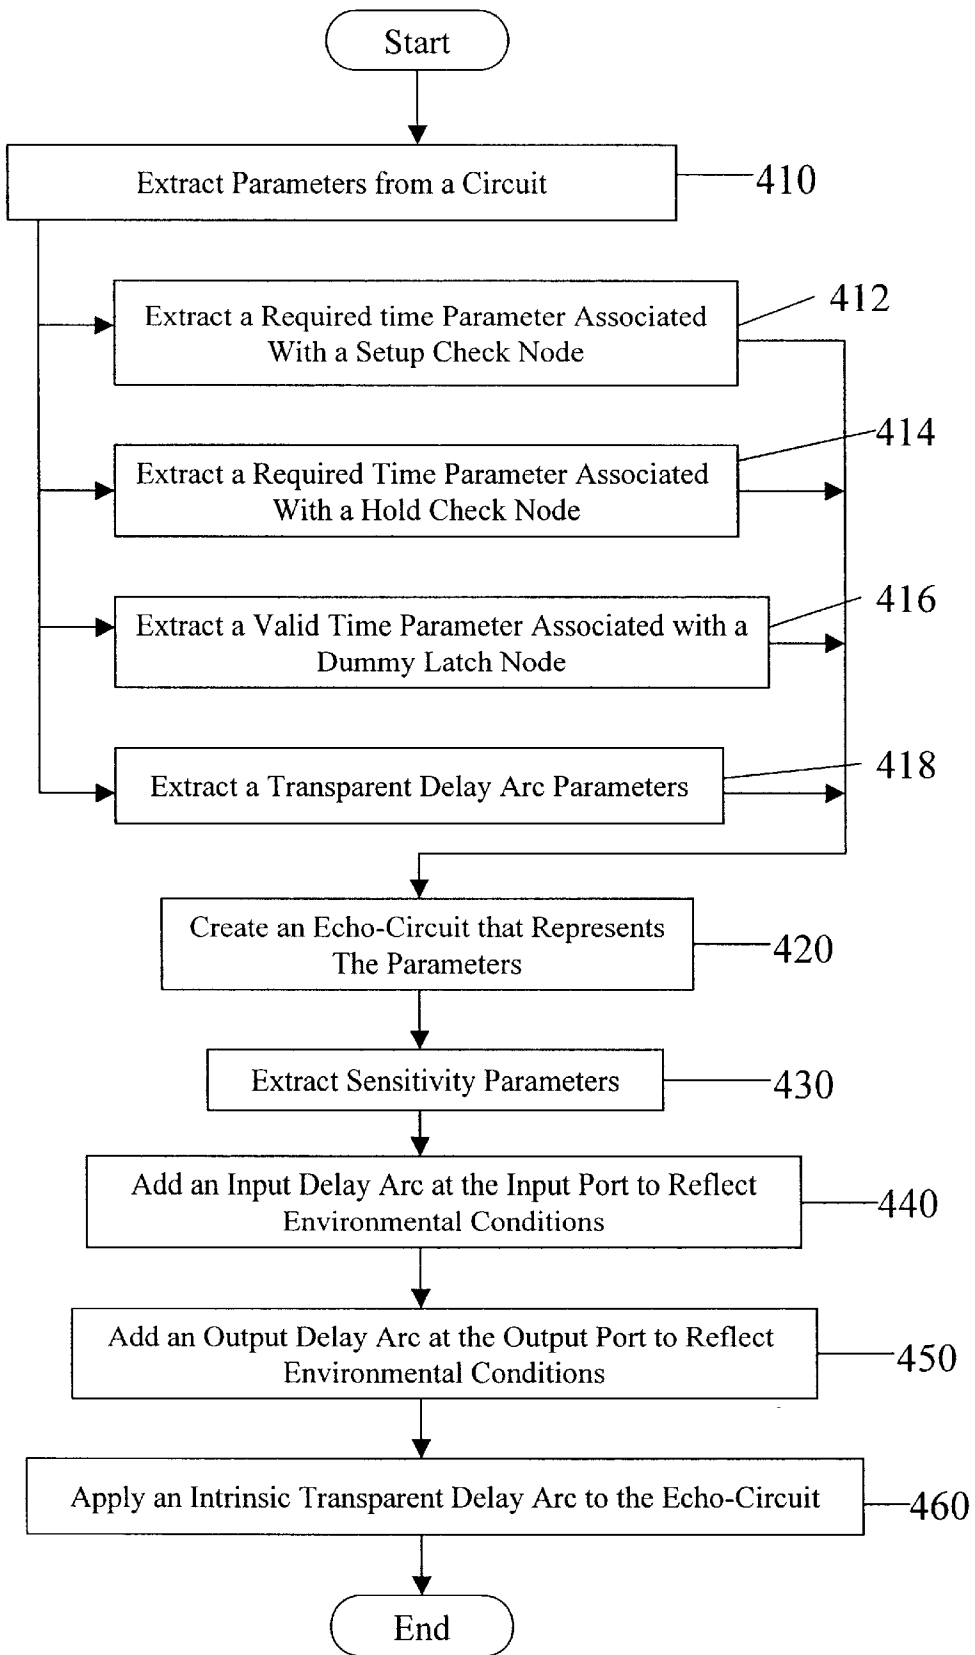 Start
Extract Parameters from a Circuit
410
Extract a Required time Parameter Associated
With a Setup Check Node
412
Extract a Required Time Parameter Associated
With a Hold Check Node
414
Extract a Valid Time Parameter Associated with a
Dummy Latch Node
416
Extract a Transparent Delay Arc Parameters
418
Create an Echo-Circuit that Represents
The Parameters
420
Extract Sensitivity Parameters
430
Add an Input Delay Arc at the Input Port to Reflect
Environmental Conditions
440
Add an Output Delay Arc at the Output Port to Reflect
Environmental Conditions
450
Apply an Intrinsic Transparent Delay Arc to the Echo-Circuit
460
End